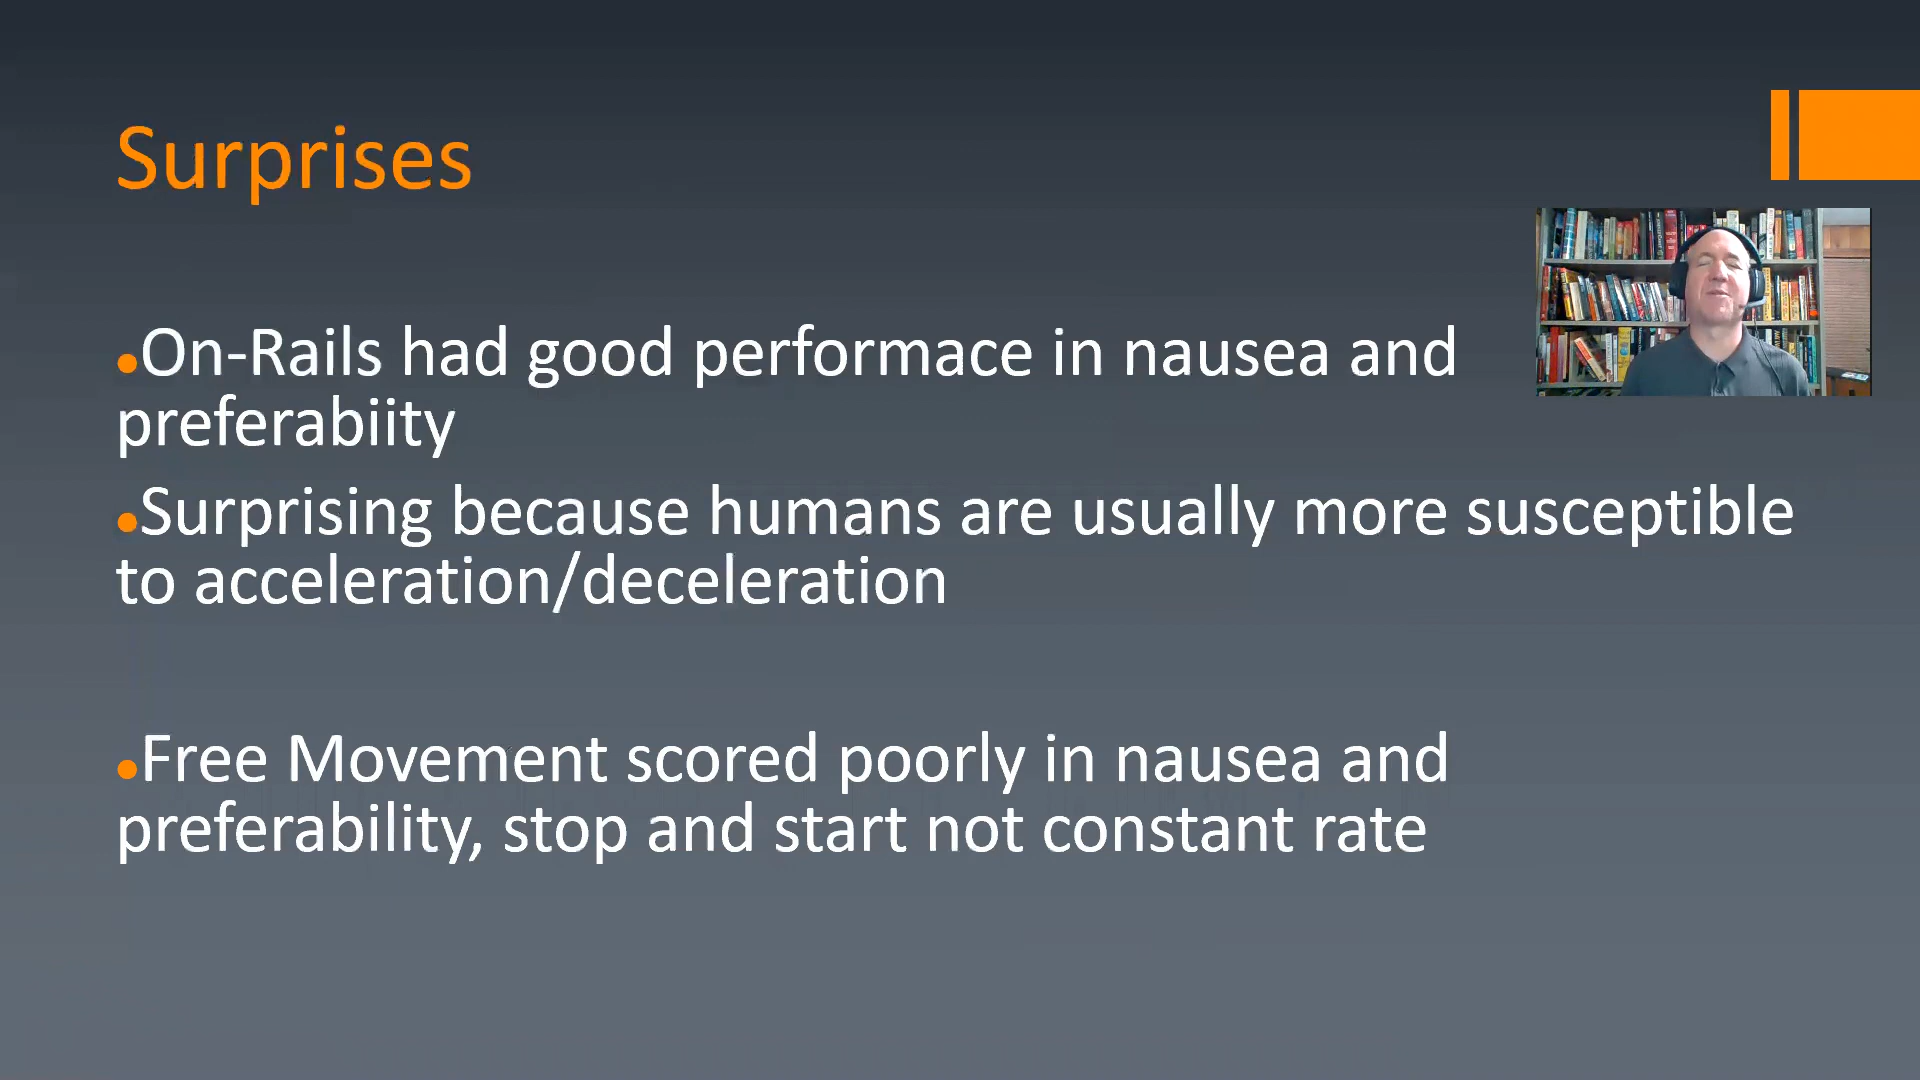 Surprises
•On-Rails had good performace in nausea and
preferabiity
•Surprising because humans are usually more susceptible
to acceleration/deceleration
•Free Movement scored poorly in nausea and
preferability, stop and start not constant rate